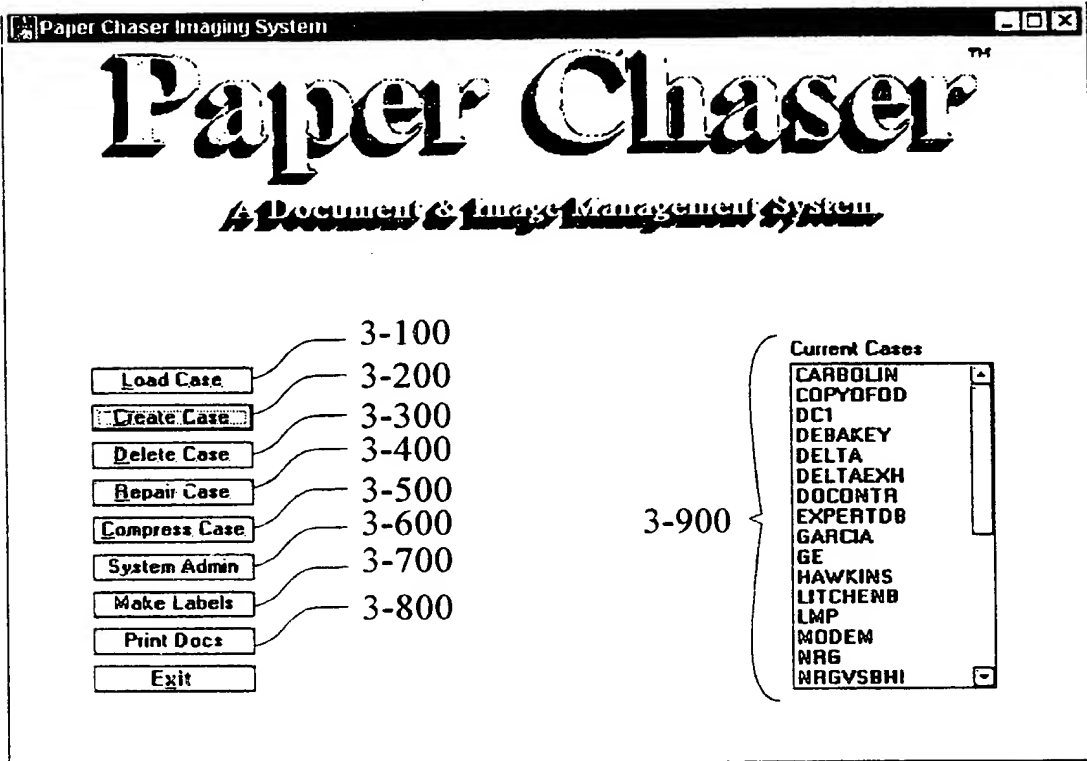 Paper Chaser Imaging System
Paper Chaser™
A Document & Image Management System
Load Case
Create Case
Delete Case
Repair Case
Compress Case
System Admin
Make Labels
Print Docs
Exit
3-100
3-200
3-300
3-400
3-500
3-600
3-700
3-800
3-900
Current Cases
CARBOLIN
COPYOFOD
DC1
DEBAKEY
DELTA
DELTAEXH
DOCONTR
EXPERTDB
GARCIA
GE
HAWKINS
LITCHENB
LMP
MODEM
NRG
NRGVSBHI